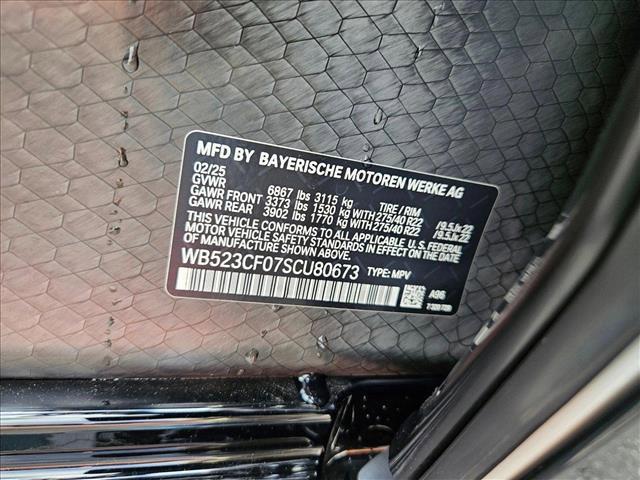 MFD BY BAYERISCHE MOTOREN WERKE AG
02/25
GVWR 6867 lbs 3115 kg TIRE / RIM
GAWR FRONT 3373 lbs 1530 kg WITH 275/40 R22 / 9.5Jx22
GAWR REAR 3902 lbs 1770 kg WITH 275/40 R22 / 9.5Jx22
THIS VEHICLE CONFORMS TO ALL APPLICABLE U.S. FEDERAL
MOTOR VEHICLE SAFETY STANDARDS IN EFFECT ON THE DATE
OF MANUFACTURE SHOWN ABOVE.
WB523CF07SCU80673 TYPE: MPV
A96